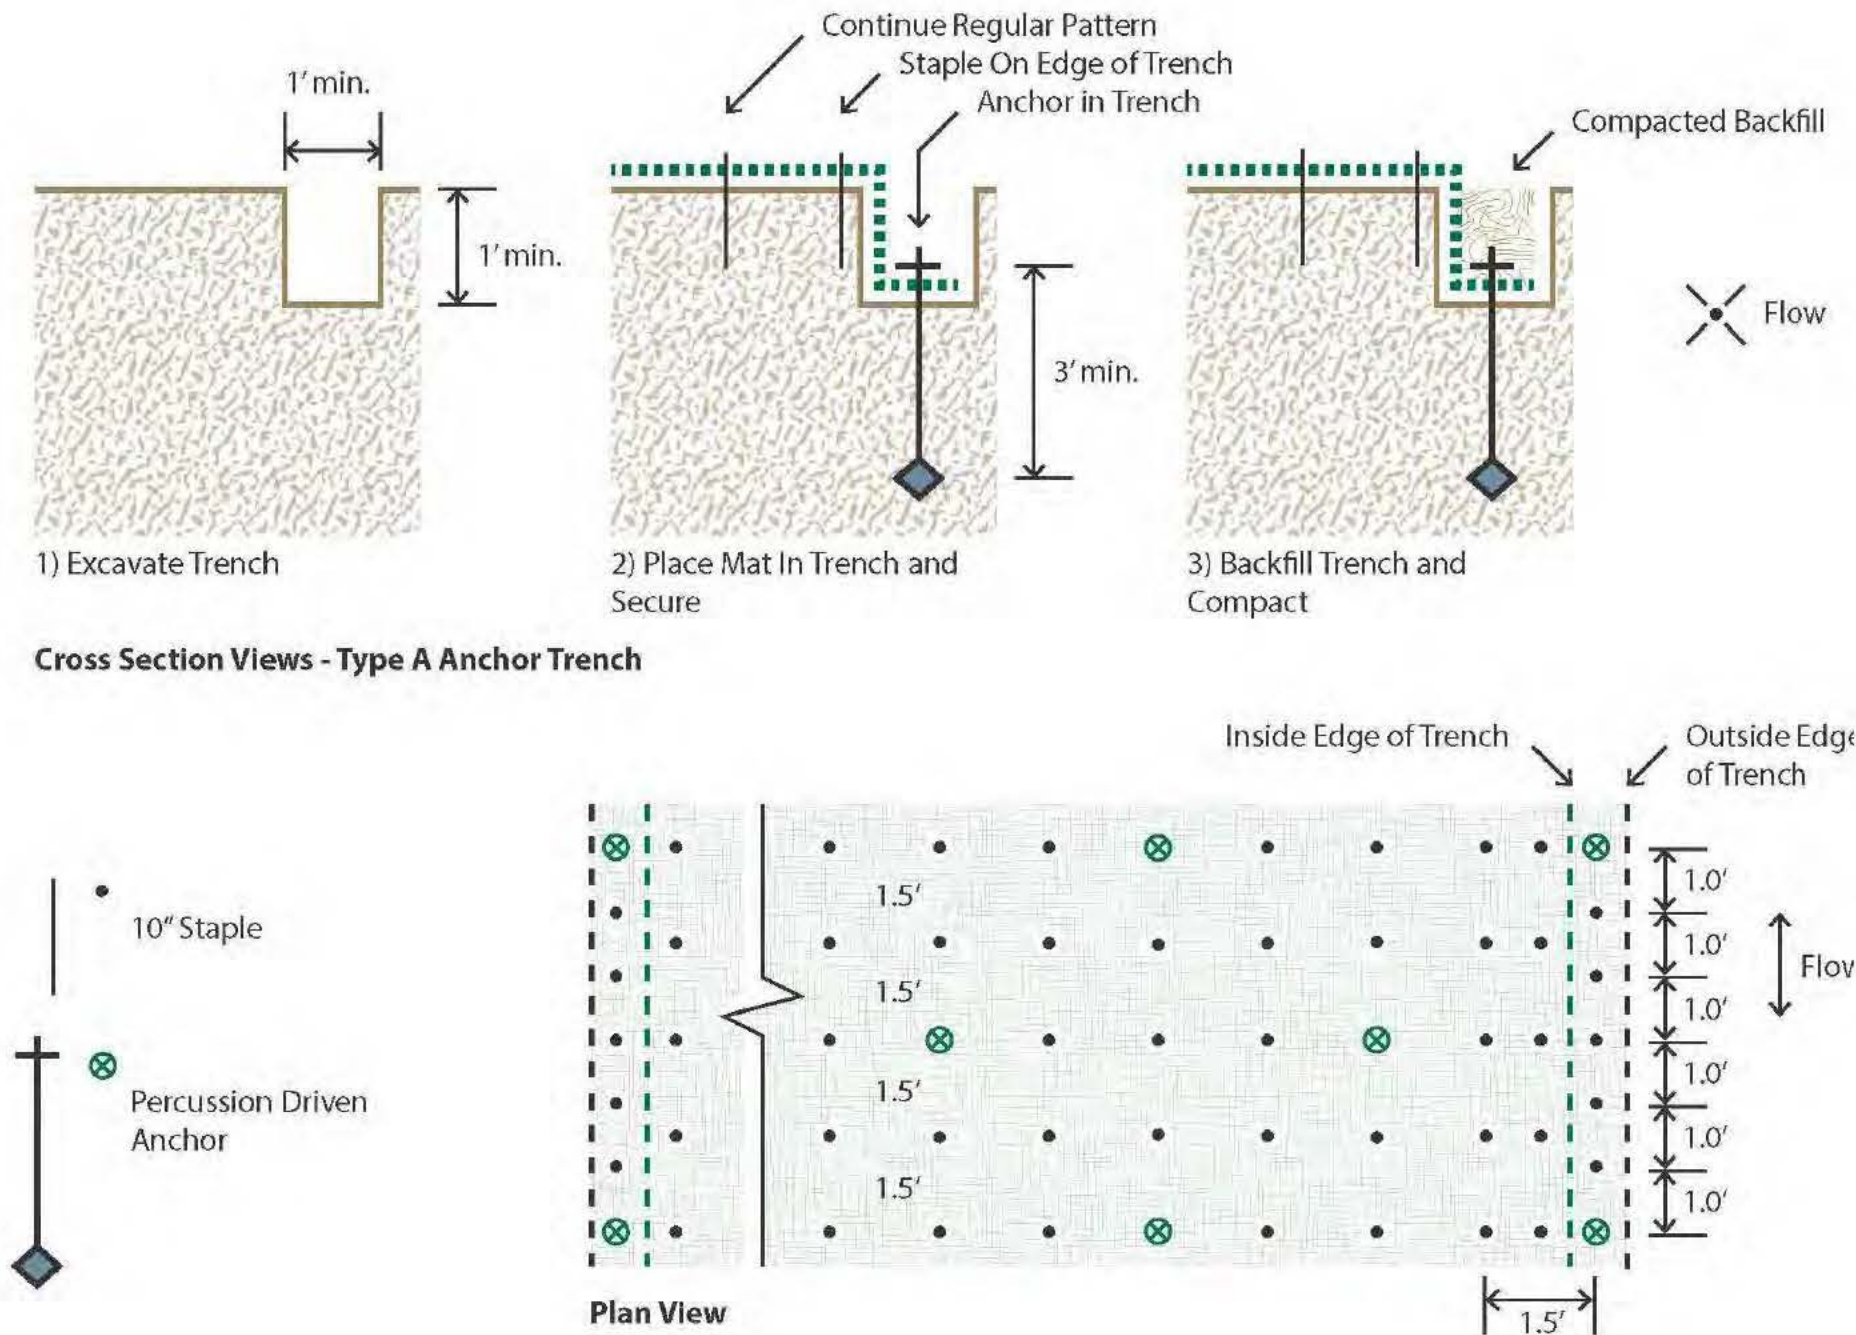 Continue Regular Pattern
Staple On Edge of Trench
Anchor in Trench
1' min.
Compacted Backfill
1' min.
3' min.
Flow
1) Excavate Trench
2) Place Mat In Trench and
Secure
3) Backfill Trench and
Compact
Cross Section Views - Type A Anchor Trench
Inside Edge of Trench
Outside Edge
of Trench
10" Staple
Percussion Driven
Anchor
1.5'
1.5'
1.5'
1.5'
1.0'
1.0'
1.0'
1.0'
1.0'
1.0'
Flow
1.5'
Plan View